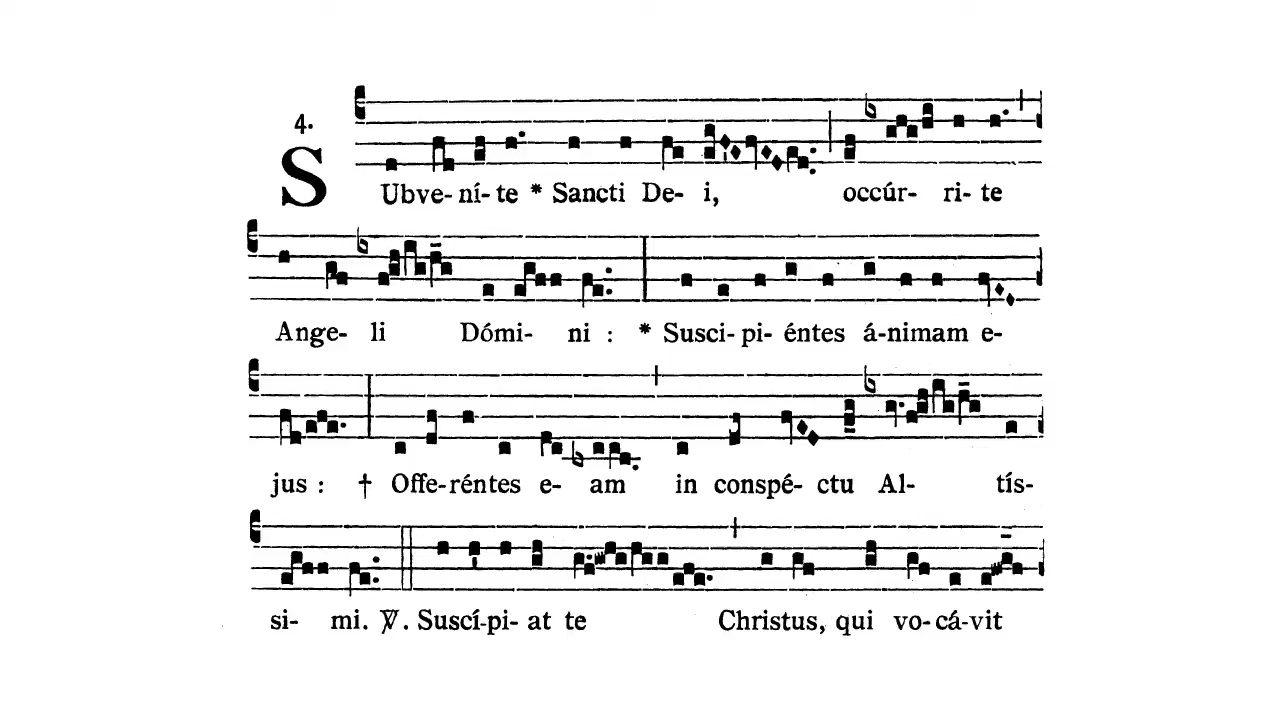 4.
SUbve-ní-te * Sancti De-i, occúr-ri-te
Ange-li Dómi-ni : * Susci-pi-éntes á-nimam e-
jus : † Offe-réntes e-am in conspé-ctu Al-tís-
si-mi. ℣. Suscí-pi-at te Christus, qui vo-cá-vit